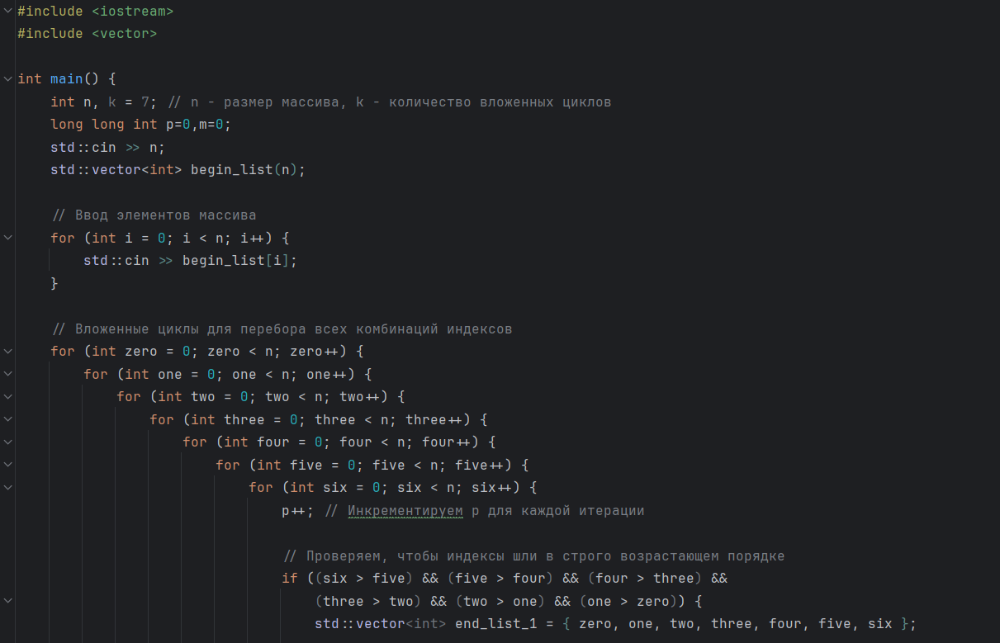 #include <iostream>
#include <vector>
int main() {
int n, k = 7; // n - размер массива, k - количество вложенных циклов
long long int p=0,m=0;
std::cin >> n;
std::vector<int> begin_list(n);
// Ввод элементов массива
for (int i = 0; i < n; i++) {
std::cin >> begin_list[i];
}
// Вложенные циклы для перебора всех комбинаций индексов
for (int zero = 0; zero < n; zero++) {
for (int one = 0; one < n; one++) {
for (int two = 0; two < n; two++) {
for (int three = 0; three < n; three++) {
for (int four = 0; four < n; four++) {
for (int five = 0; five < n; five++) {
for (int six = 0; six < n; six++) {
p++; // Инкрементируем p для каждой итерации
// Проверяем, чтобы индексы шли в строго возрастающем порядке
if ((six > five) && (five > four) && (four > three) &&
(three > two) && (two > one) && (one > zero)) {
std::vector<int> end_list_1 = { zero, one, two, three, four, five, six };